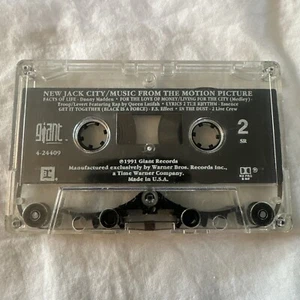 NEW JACK CITY/MUSIC FROM THE MOTION PICTURE
FACTS OF LIFE - Danny Madden • FOR THE LOVE OF MONEY/LIVING FOR THE CITY (Medley) -
Troop/Levert Featuring Rap by Queen Latifah • LYRICS 2 THE RHYTHM - Essence
GET IT TOGETHER (BLACK IS A FORCE) - F.S. Effect • IN THE DUST - 2 Live Crew
giant
2
SR
4-24409
©1991 Giant Records
Manufactured exclusively by Warner Bros. Records Inc.,
a Time Warner Company.
Made in U.S.A.